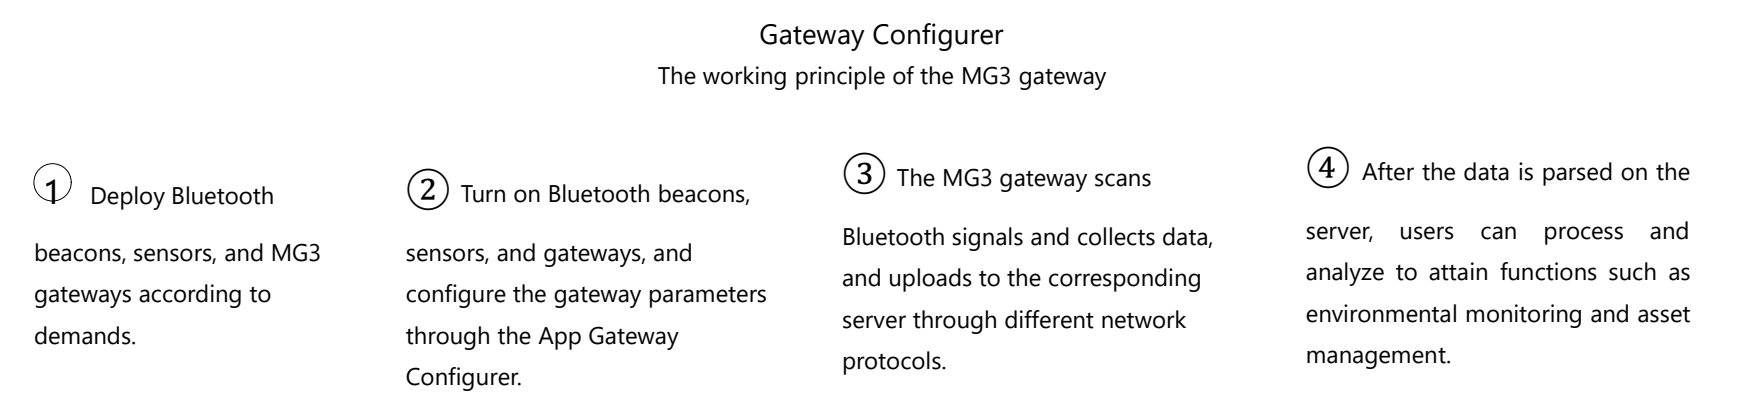 Gateway Configurer
The working principle of the MG3 gateway
① Deploy Bluetooth
beacons, sensors, and MG3
gateways according to
demands.
② Turn on Bluetooth beacons,
sensors, and gateways, and
configure the gateway parameters
through the App Gateway
Configurer.
③ The MG3 gateway scans
Bluetooth signals and collects data,
and uploads to the corresponding
server through different network
protocols.
④ After the data is parsed on the
server, users can process and
analyze to attain functions such as
environmental monitoring and asset
management.